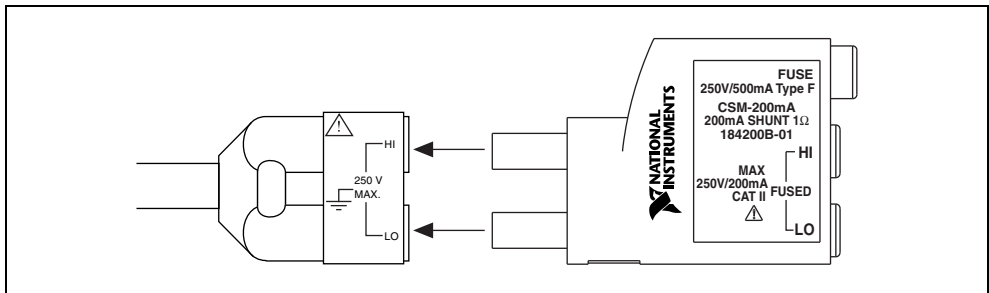 HI
250 V
MAX.
LO
NATIONAL
INSTRUMENTS
FUSE
250V/500mA Type F
CSM-200mA
200mA SHUNT 1Ω
184200B-01
HI
MAX
250V/200mA FUSED
CAT II
LO